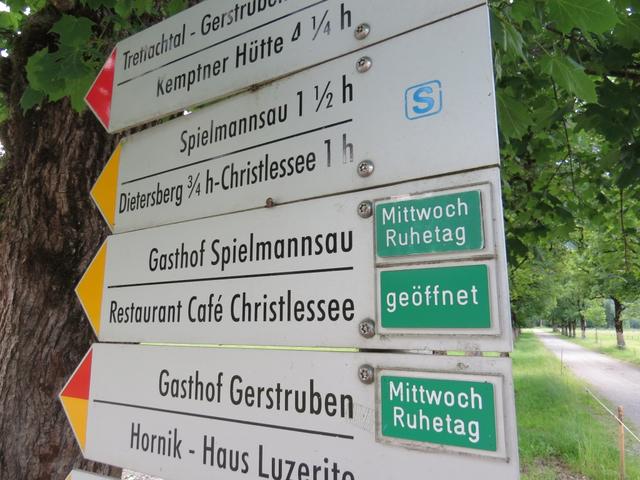 Trettachtal - Gerstruben
Kemptner Hütte 4 ¼ h
Spielmannsau 1 ½ h
S
Dietersberg ¾ h-Christlessee 1 h
Gasthof Spielmannsau
Mittwoch
Ruhetag
Restaurant Café Christlessee
geöffnet
Gasthof Gerstruben
Mittwoch
Ruhetag
Hornik - Haus